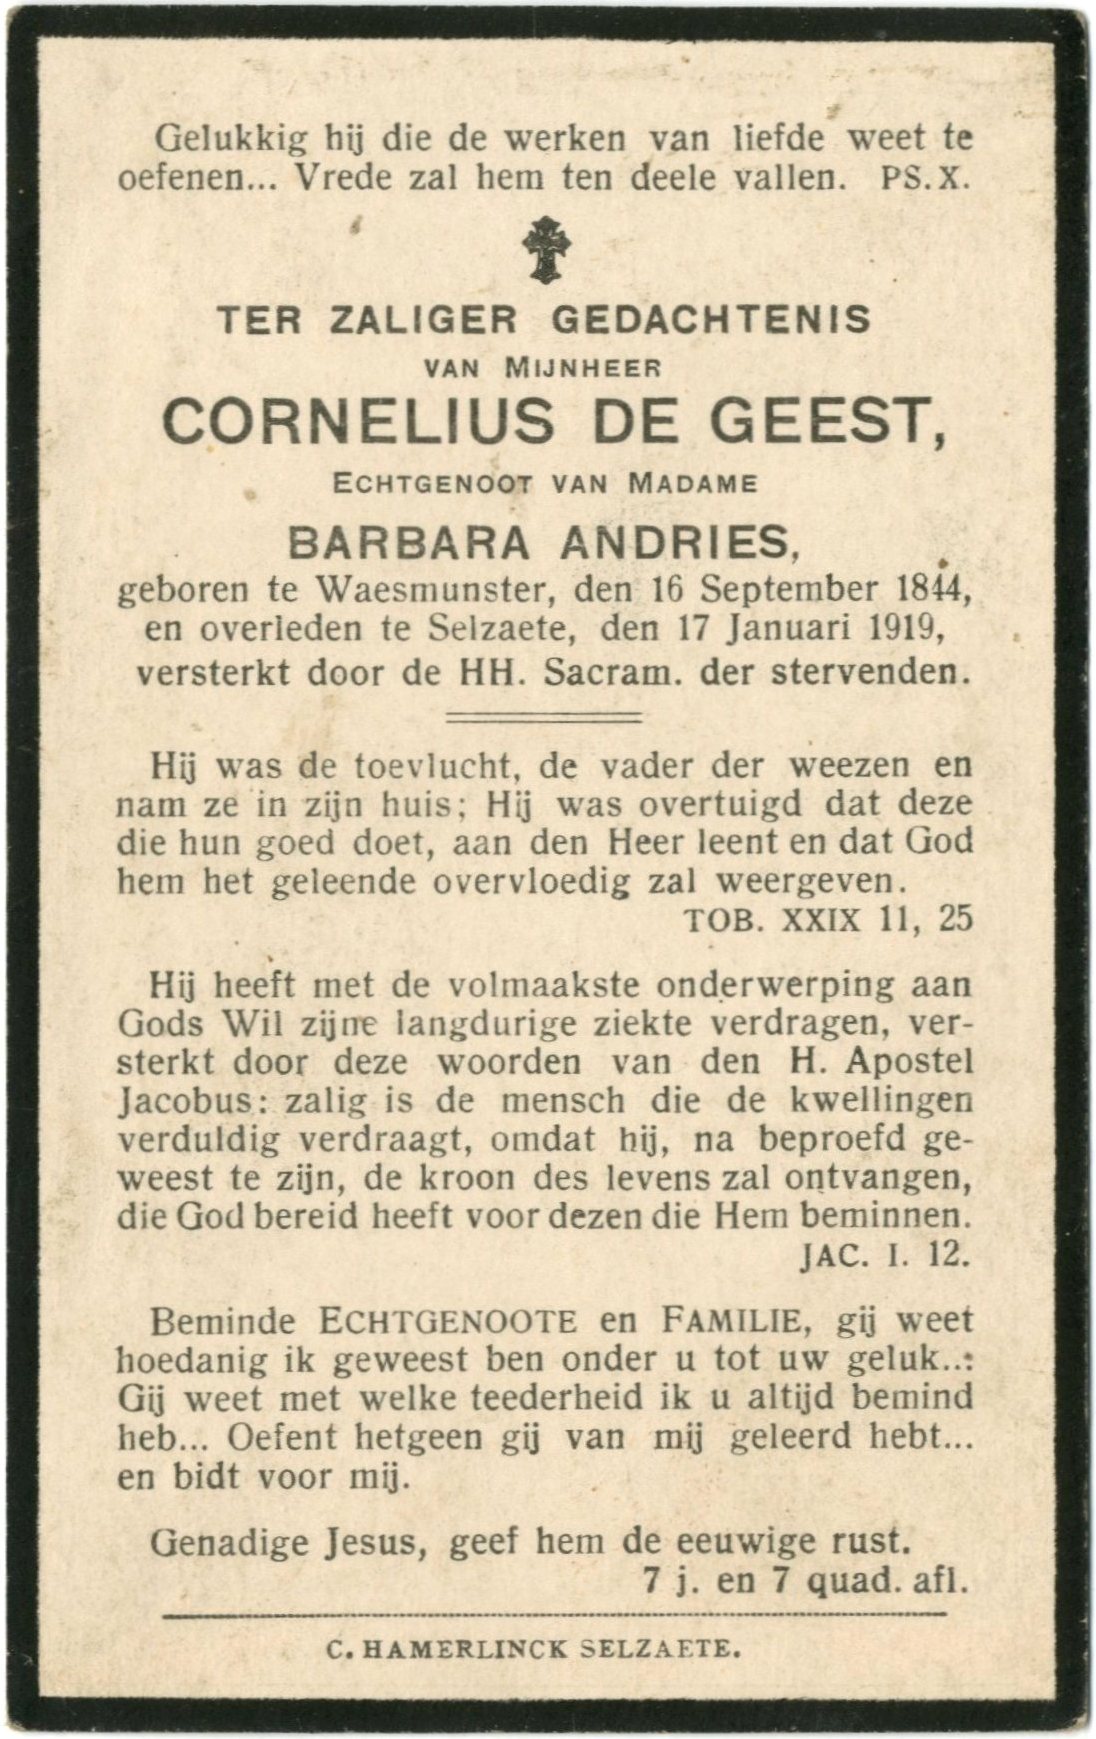 Gelukkig hij die de werken van liefde weet te
oefenen... Vrede zal hem ten deele vallen. PS. X.
TER ZALIGER GEDACHTENIS
VAN MIJNHEER
CORNELIUS DE GEEST,
ECHTGENOOT VAN MADAME
BARBARA ANDRIES,
geboren te Waesmunster, den 16 September 1844,
en overleden te Selzaete, den 17 Januari 1919,
versterkt door de HH. Sacram. der stervenden.
Hij was de toevlucht, de vader der weezen en
nam ze in zijn huis; Hij was overtuigd dat deze
die hun goed doet, aan den Heer leent en dat God
hem het geleende overvloedig zal weergeven.
TOB. XXIX 11, 25
Hij heeft met de volmaakste onderwerping aan
Gods Wil zijne langdurige ziekte verdragen, ver-
sterkt door deze woorden van den H. Apostel
Jacobus: zalig is de mensch die de kwellingen
verduldig verdraagt, omdat hij, na beproefd ge-
weest te zijn, de kroon des levens zal ontvangen,
die God bereid heeft voor dezen die Hem beminnen.
JAC. I. 12.
Beminde ECHTGENOOTE en FAMILIE, gij weet
hoedanig ik geweest ben onder u tot uw geluk..:
Gij weet met welke teederheid ik u altijd bemind
heb... Oefent hetgeen gij van mij geleerd hebt...
en bidt voor mij.
Genadige Jesus, geef hem de eeuwige rust.
7 j. en 7 quad. afl.
C. HAMERLINCK SELZAETE.